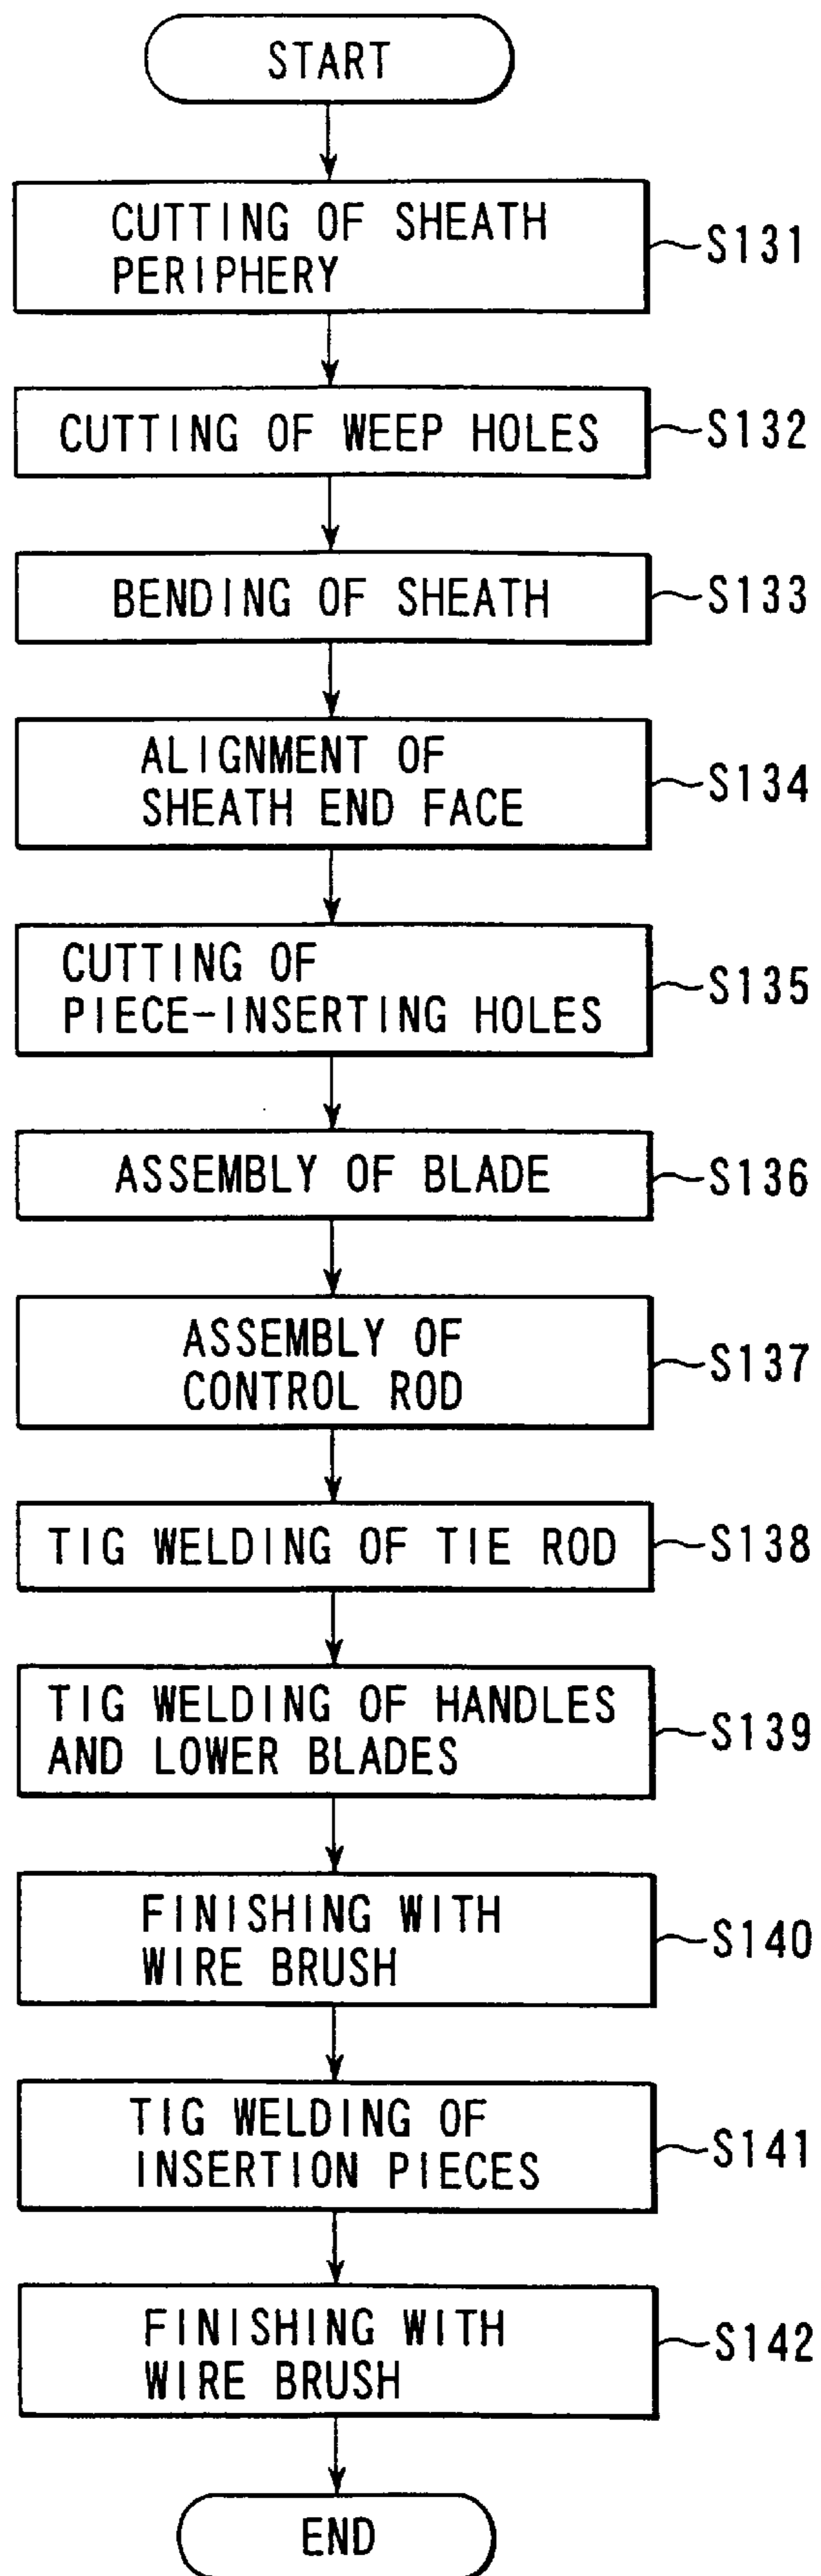 START
CUTTING OF SHEATH
PERIPHERY
S131
CUTTING OF WEEP HOLES
S132
BENDING OF SHEATH
S133
ALIGNMENT OF
SHEATH END FACE
S134
CUTTING OF
PIECE-INSERTING HOLES
S135
ASSEMBLY OF BLADE
S136
ASSEMBLY OF
CONTROL ROD
S137
TIG WELDING OF TIE ROD
S138
TIG WELDING OF HANDLES
AND LOWER BLADES
S139
FINISHING WITH
WIRE BRUSH
S140
TIG WELDING OF
INSERTION PIECES
S141
FINISHING WITH
WIRE BRUSH
S142
END